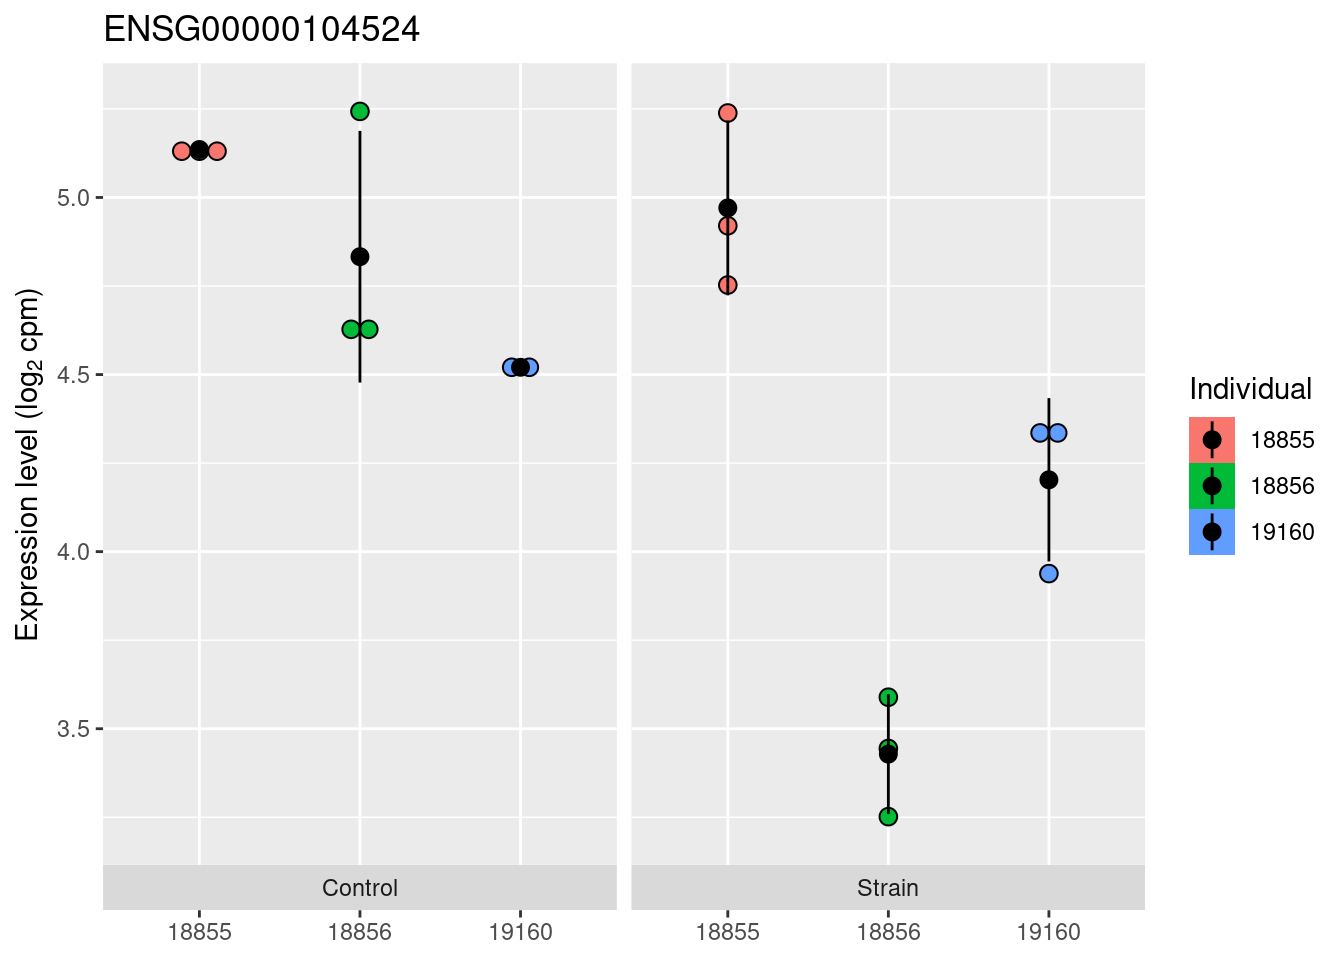 ENSG00000104524
Expression level (log2 cpm)
5.0
4.5
4.0
3.5
Control
Strain
18855
18856
19160
18855
18856
19160
Individual
18855
18856
19160